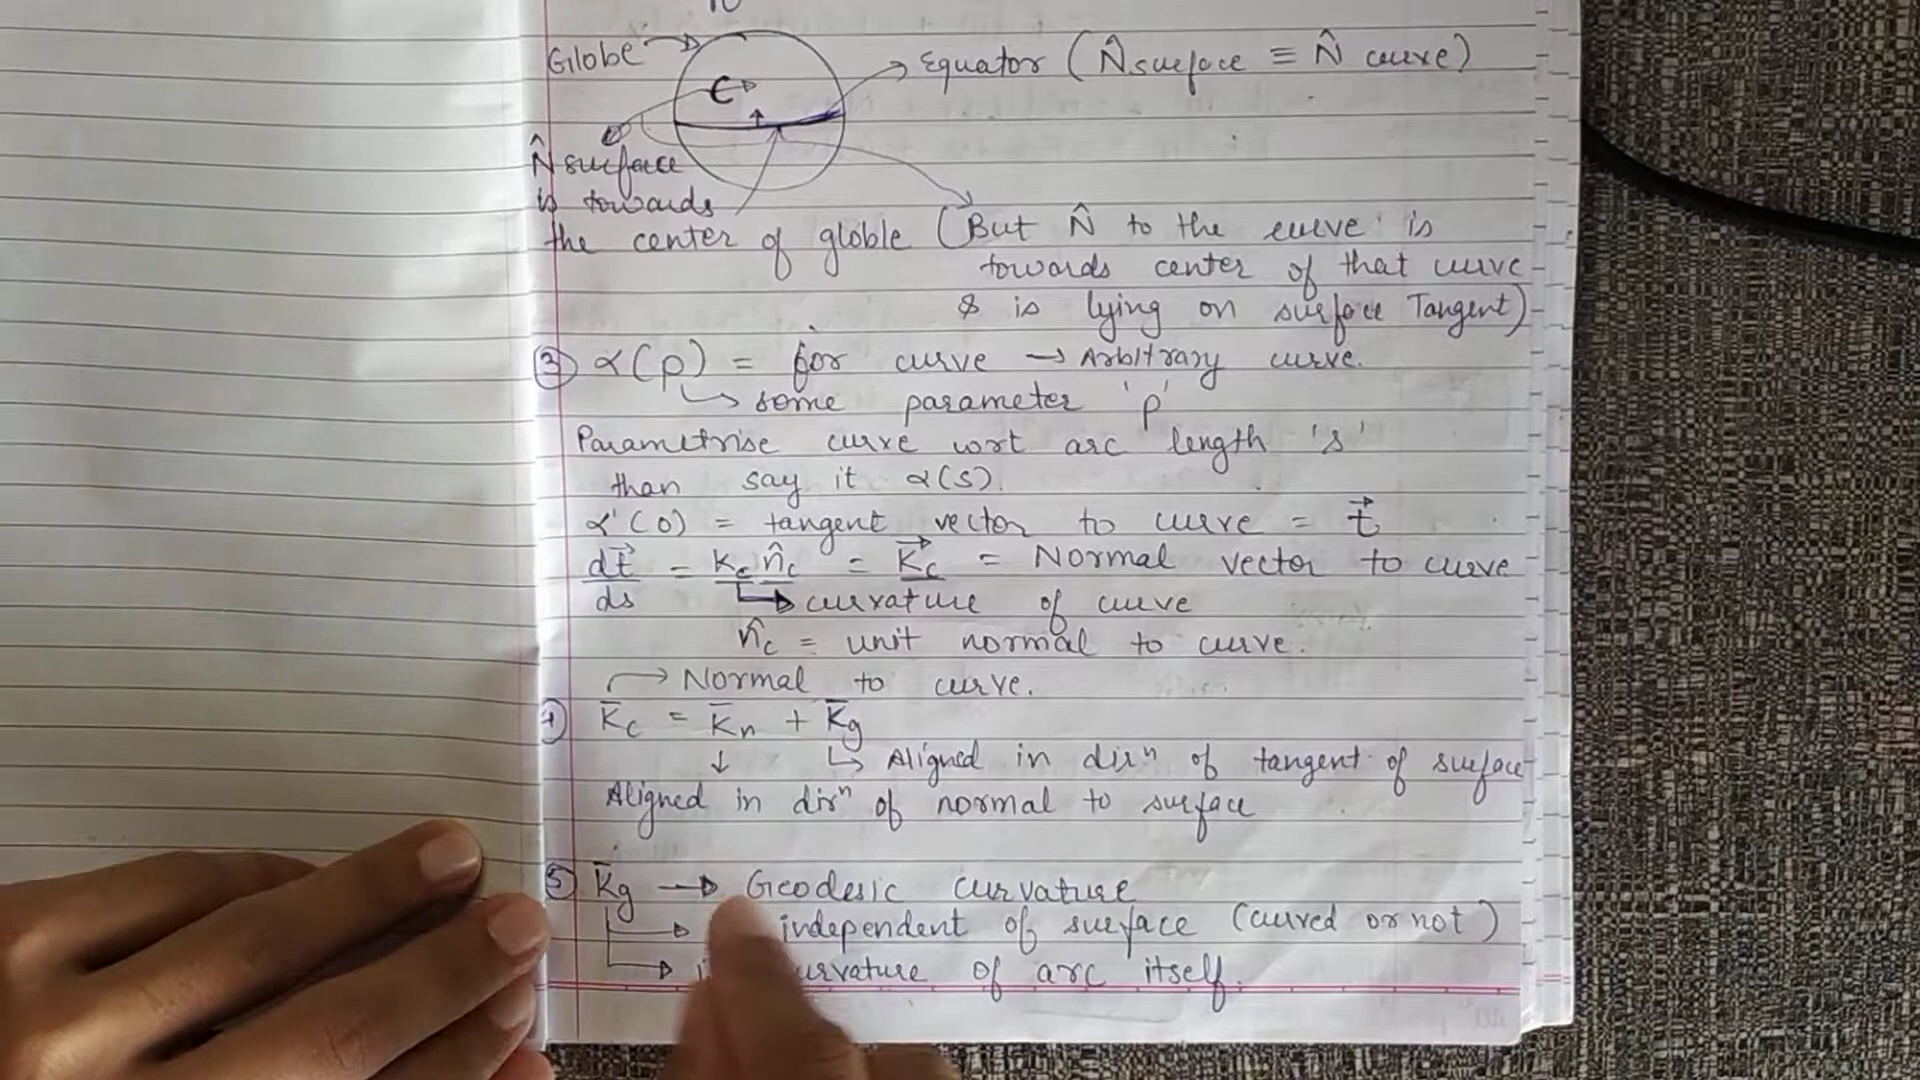 Globe
Equator (N̂ surface ≡ N̂ curve)
C
N̂ surface
is towards
the center of globle (But N̂ to the curve is
towards center of that curve
& is lying on surface Tangent)
③ α(p) = for curve → Arbitrary curve.
↳ some parameter 'p'
Parametrise curve wrt arc length 's'
than say it α(s).
α'(0) = tangent vector to curve = t⃗
dt⃗/ds = Kc n̂c = K⃗c = Normal vector to curve
↳ curvature of curve
n̂c = unit normal to curve.
→ Normal to curve.
④ K̄c = K̄n + K̄g
↓ ↳ Aligned in dirⁿ of tangent of surface
Aligned in dirⁿ of normal to surface
⑤ K̄g → Geodesic curvature
→ independent of surface (curved or not)
→ of arc itself.